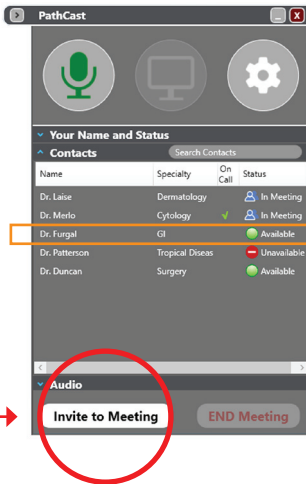 PathCast
Your Name and Status
Contacts Search Contacts
Name Specialty On Call Status
Dr. Laise Dermatology In Meeting
Dr. Merlo Cytology √ In Meeting
Dr. Furgal GI Available
Dr. Patterson Tropical Diseas Unavailable
Dr. Duncan Surgery Available
Audio
Invite to Meeting END Meeting